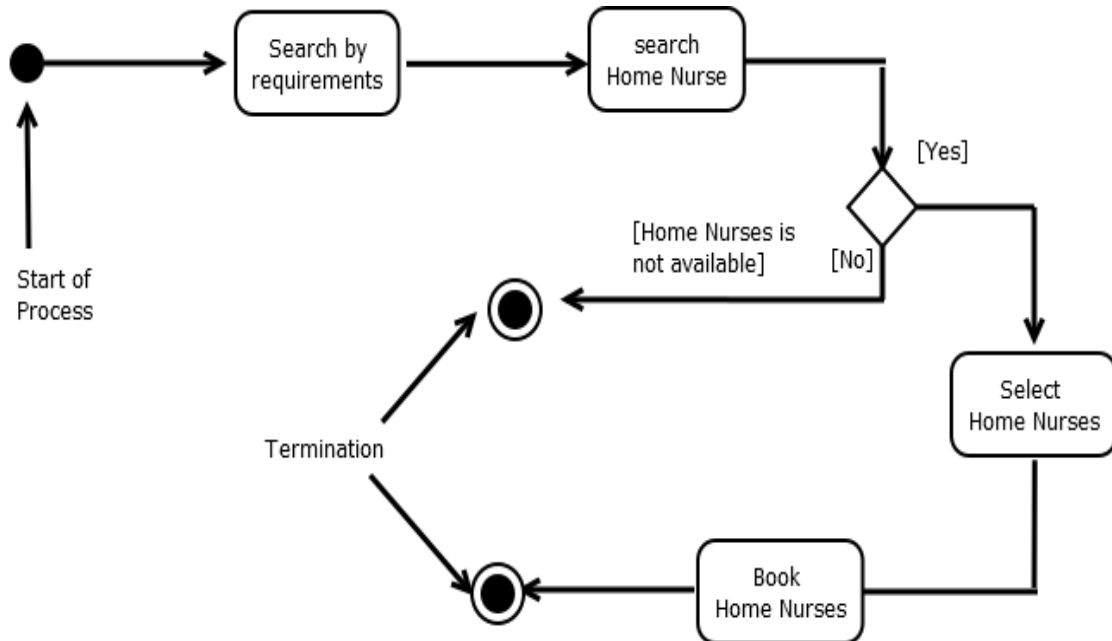 Search by
requirements
search
Home Nurse
[Yes]
[Home Nurses is
not available]
[No]
Start of
Process
Select
Home Nurses
Termination
Book
Home Nurses